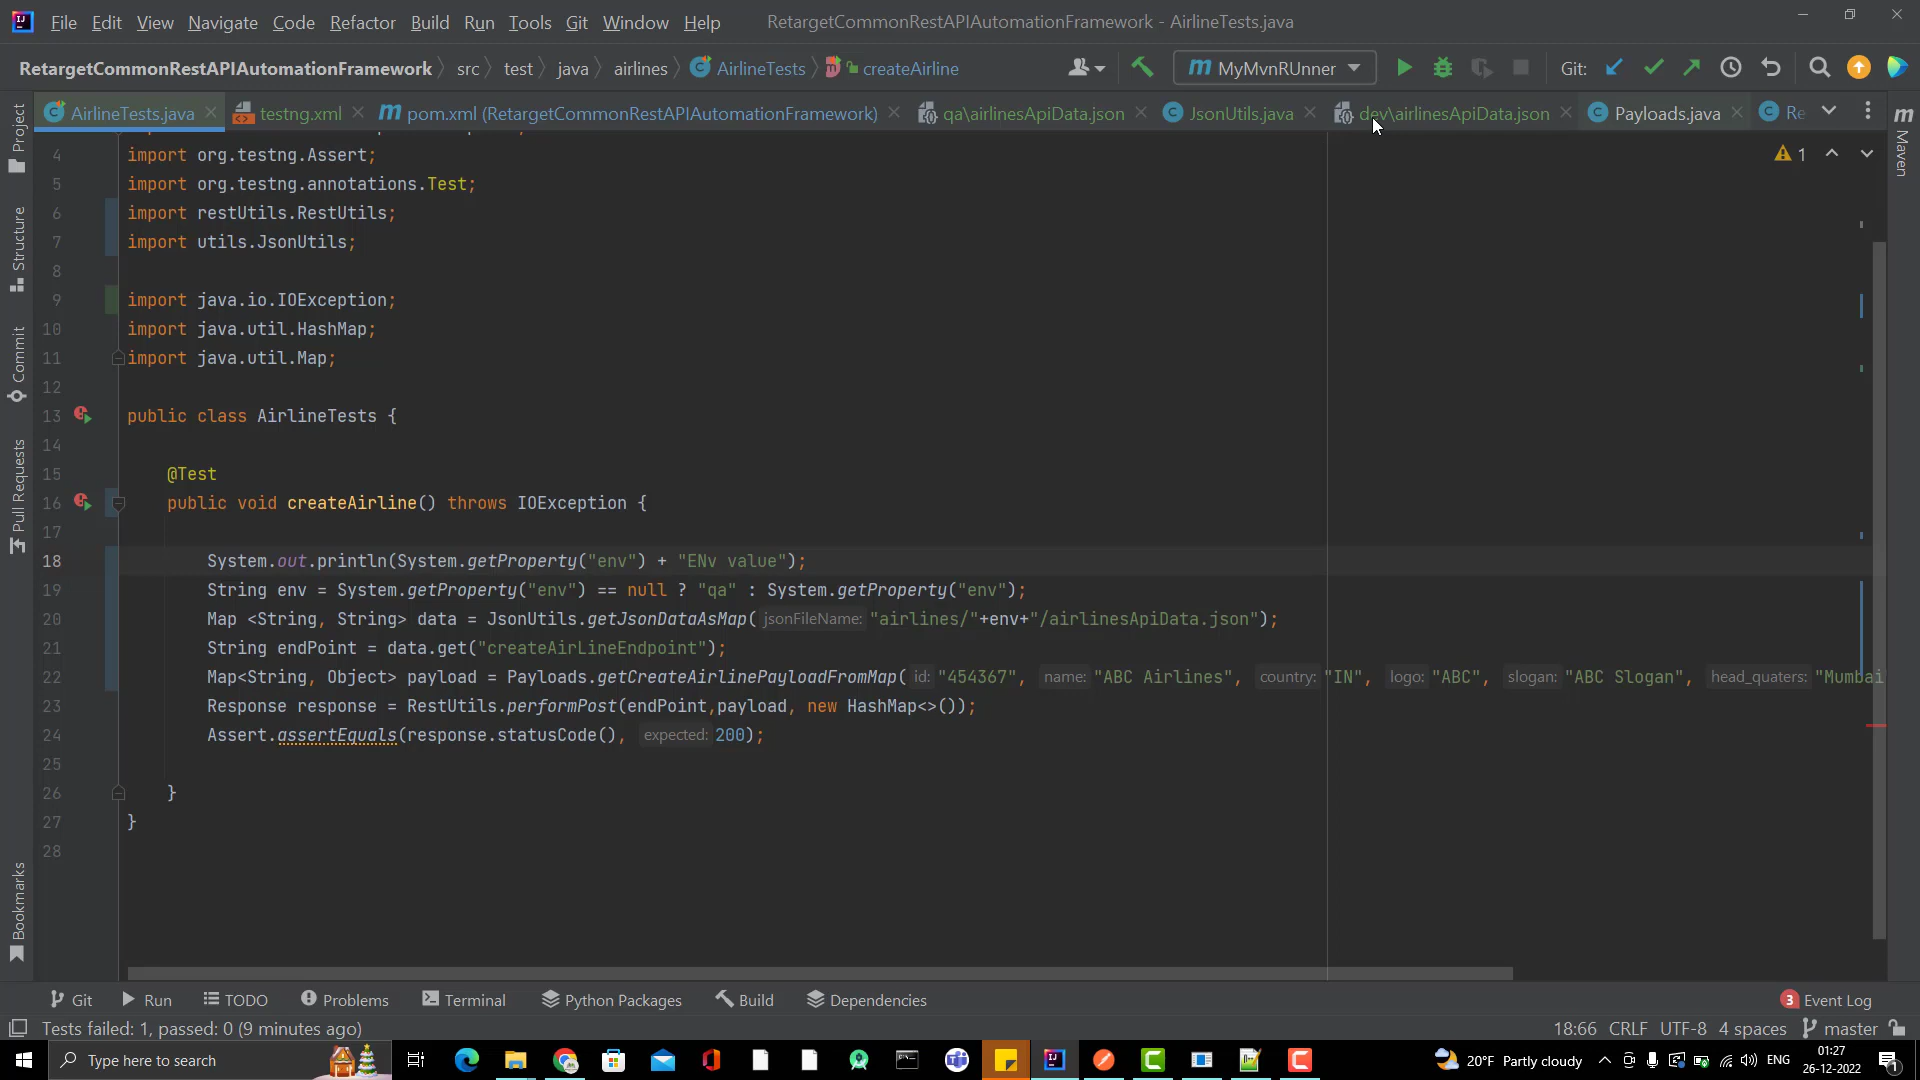 File Edit View Navigate Code Refactor Build Run Tools Git Window Help RetargetCommonRestAPIAutomationFramework - AirlineTests.java
RetargetCommonRestAPIAutomationFramework src test java airlines AirlineTests createAirline MyMvnRUnner Git:
AirlineTests.java testng.xml pom.xml (RetargetCommonRestAPIAutomationFramework) qa\airlinesApiData.json JsonUtils.java dev\airlinesApiData.json Payloads.java Re
Project
Structure
Commit
Pull Requests
Bookmarks
Maven
1
4 import org.testng.Assert;
5 import org.testng.annotations.Test;
6 import restUtils.RestUtils;
7 import utils.JsonUtils;
8
9 import java.io.IOException;
10 import java.util.HashMap;
11 import java.util.Map;
12
13 public class AirlineTests {
14
15 @Test
16 public void createAirline() throws IOException {
17
18 System.out.println(System.getProperty("env") + "ENv value");
19 String env = System.getProperty("env") == null ? "qa" : System.getProperty("env");
20 Map <String, String> data = JsonUtils.getJsonDataAsMap( jsonFileName: "airlines/"+env+"/airlinesApiData.json");
21 String endPoint = data.get("createAirLineEndpoint");
22 Map<String, Object> payload = Payloads.getCreateAirlinePayloadFromMap( id: "454367", name: "ABC Airlines", country: "IN", logo: "ABC", slogan: "ABC Slogan", head_quaters: "Mumbai
23 Response response = RestUtils.performPost(endPoint,payload, new HashMap<>());
24 Assert.assertEquals(response.statusCode(), expected: 200);
25
26 }
27 }
28
Git Run TODO Problems Terminal Python Packages Build Dependencies 3 Event Log
Tests failed: 1, passed: 0 (9 minutes ago) 18:66 CRLF UTF-8 4 spaces master
Type here to search 20°F Partly cloudy ENG 01:27
26-12-2022 1